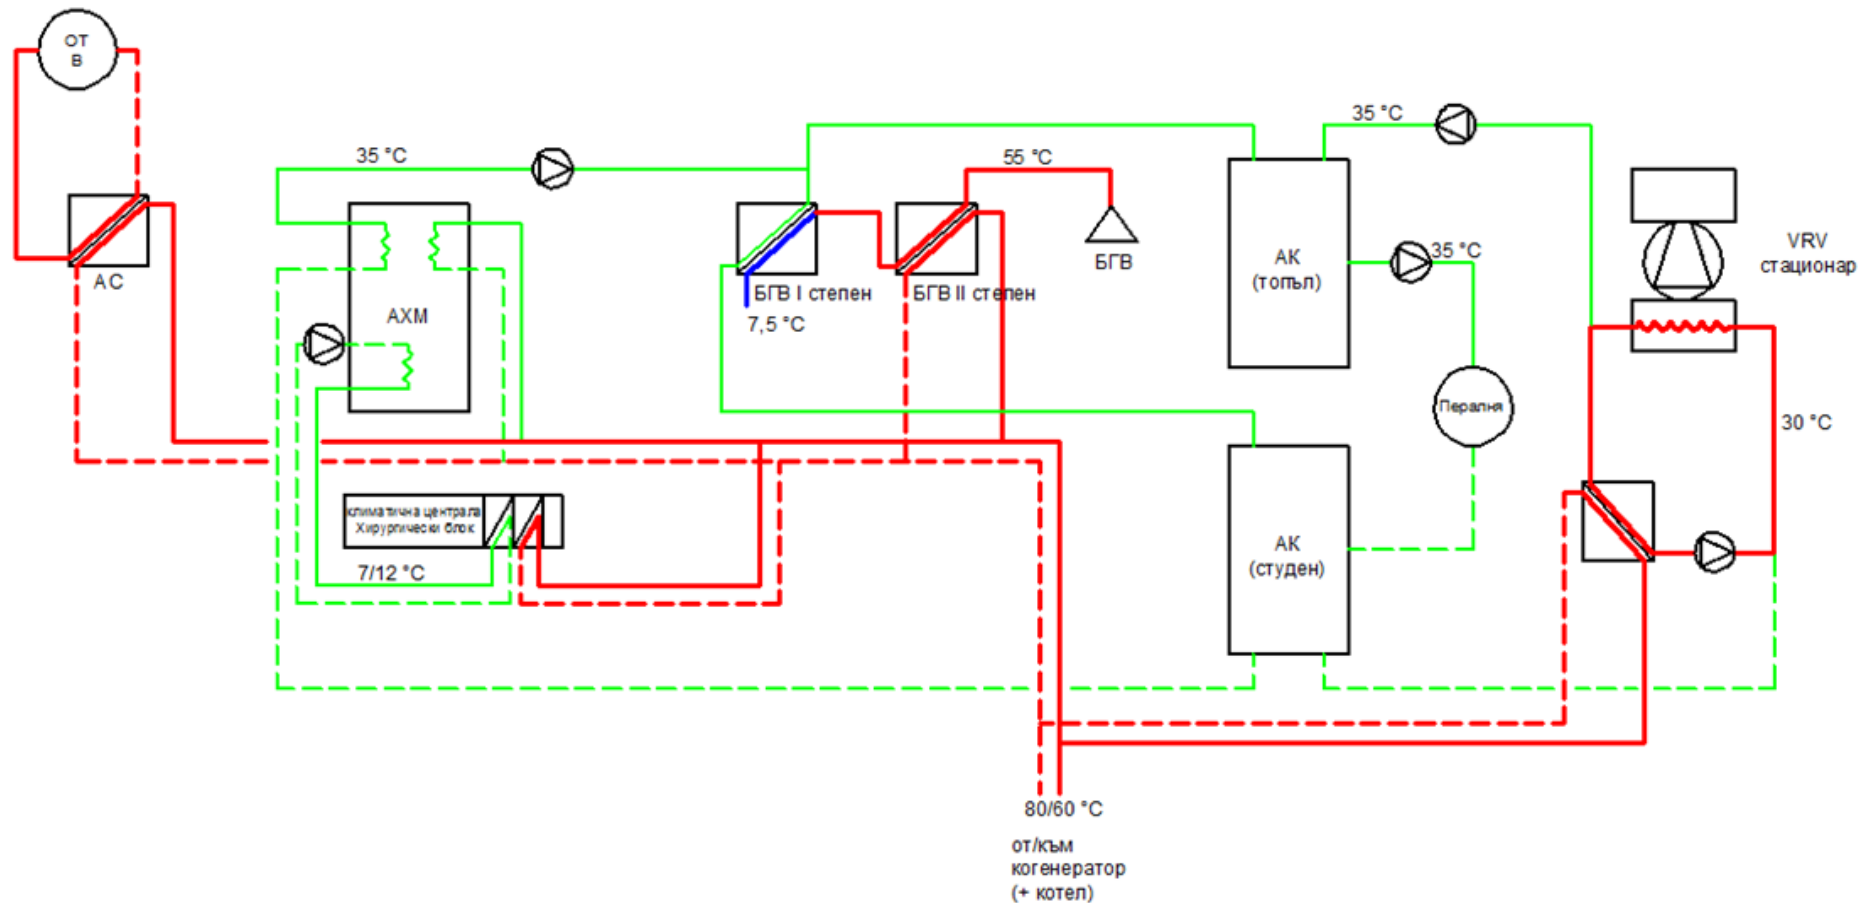 ОТ
В
АС
35 °C
АХМ
климатична централа
Хирургически блок
7/12 °C
БГВ I степен
7,5 °C
БГВ II степен
55 °C
БГВ
АК
(топъл)
35 °C
35 °C
Пералня
АК
(студен)
VRV
стационар
30 °C
80/60 °C
от/към
когенератор
(+ котел)